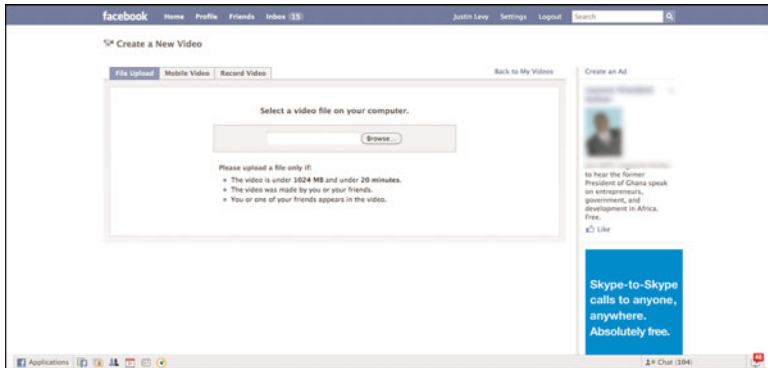 facebook Home Profile Friends Inbox (15) Justin Levy Settings Logout Search
Create a New Video
File Upload Mobile Video Record Video Back to My Videos
Select a video file on your computer.
Browse...
Please upload a file only if:
The video is under 1024 MB and under 20 minutes.
The video was made by you or your friends.
You or one of your friends appears in the video.
Create an Ad
to hear the former
President of Ghana speak
on entrepreneurs,
government, and
development in Africa.
Free.
Like
Skype-to-Skype
calls to anyone,
anywhere.
Absolutely free.
Applications Chat (104)